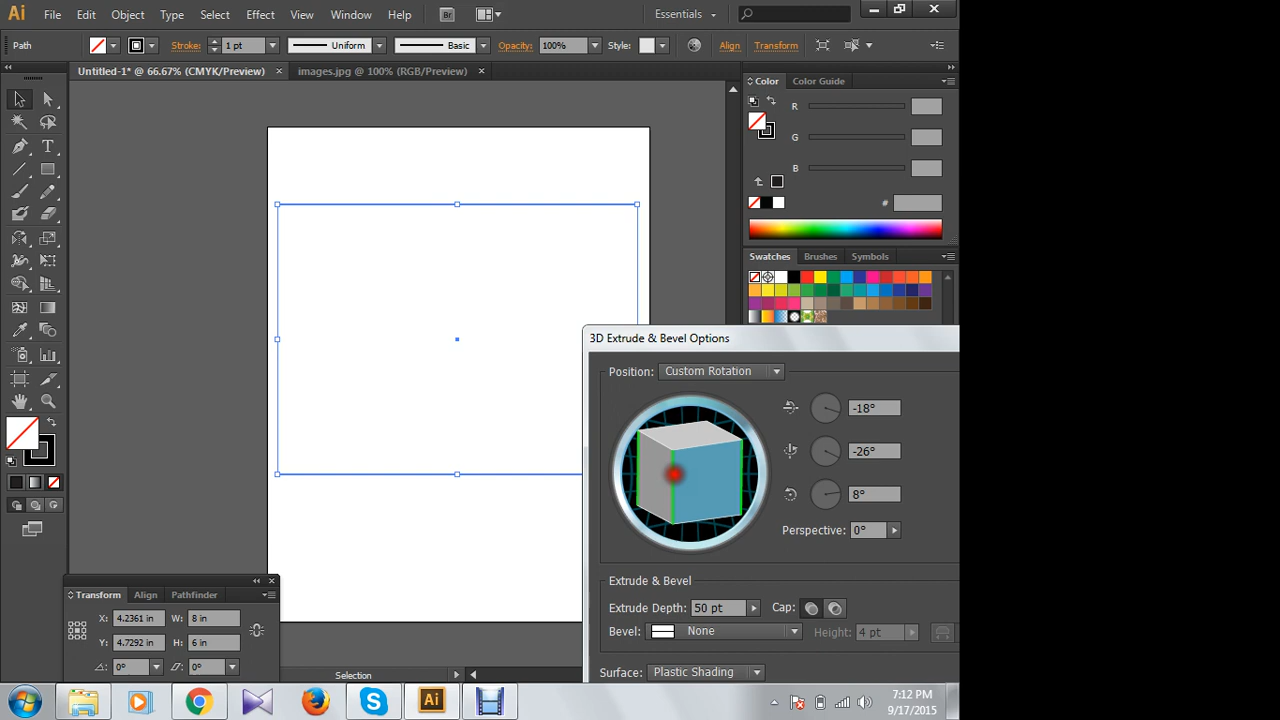 Ai File Edit Object Type Select Effect View Window Help Br Essentials
Path Stroke: 1 pt Uniform Basic Opacity: 100% Style: Align Transform
Untitled-1* @ 66.67% (CMYK/Preview) × images.jpg @ 100% (RGB/Preview) ×
Color Color Guide
R
G
B
#
Swatches Brushes Symbols
3D Extrude & Bevel Options
Position: Custom Rotation
-18°
-26°
8°
Perspective: 0°
Extrude & Bevel
Extrude Depth: 50 pt Cap:
Bevel: None Height: 4 pt
Surface: Plastic Shading
Transform Align Pathfinder
X: 4.2361 in W: 8 in
Y: 4.7292 in H: 6 in
0° 0°
Selection
Ai
7:12 PM
9/17/2015